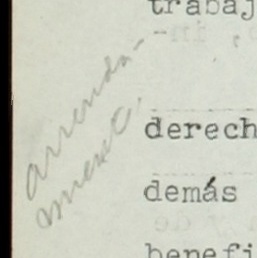 trabaj
arrenda-
miento,
derech
demás
benefi